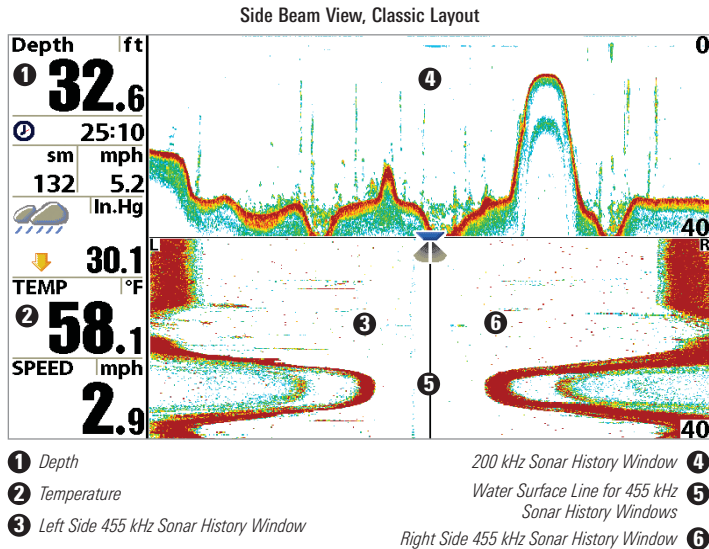 Side Beam View, Classic Layout
Depth ft
1 32.6
25:10
sm mph
132 5.2
In.Hg
30.1
TEMP °F
2 58.1
SPEED mph
2.9
0
4
40
L R
3 6
5
40
1 Depth
2 Temperature
3 Left Side 455 kHz Sonar History Window
200 kHz Sonar History Window 4
Water Surface Line for 455 kHz 5
Sonar History Windows
Right Side 455 kHz Sonar History Window 6